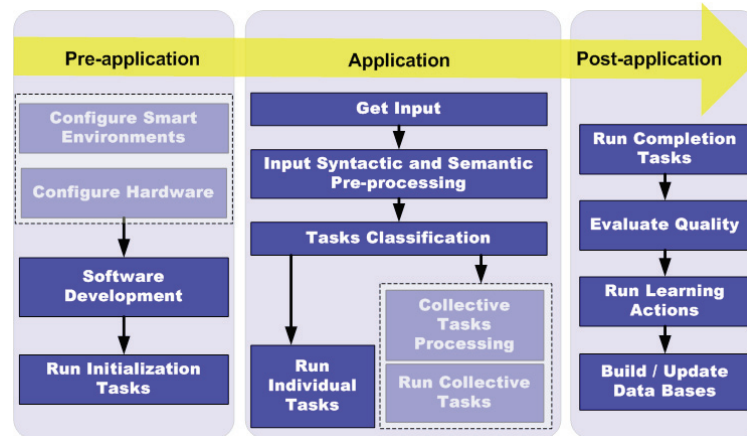 Pre-application
Application
Post-application
Configure Smart
Environments
Configure Hardware
Software
Development
Run Initialization
Tasks
Get Input
Input Syntactic and Semantic
Pre-processing
Tasks Classification
Run
Individual
Tasks
Collective
Tasks
Processing
Run Collective
Tasks
Run Completion
Tasks
Evaluate Quality
Run Learning
Actions
Build / Update
Data Bases